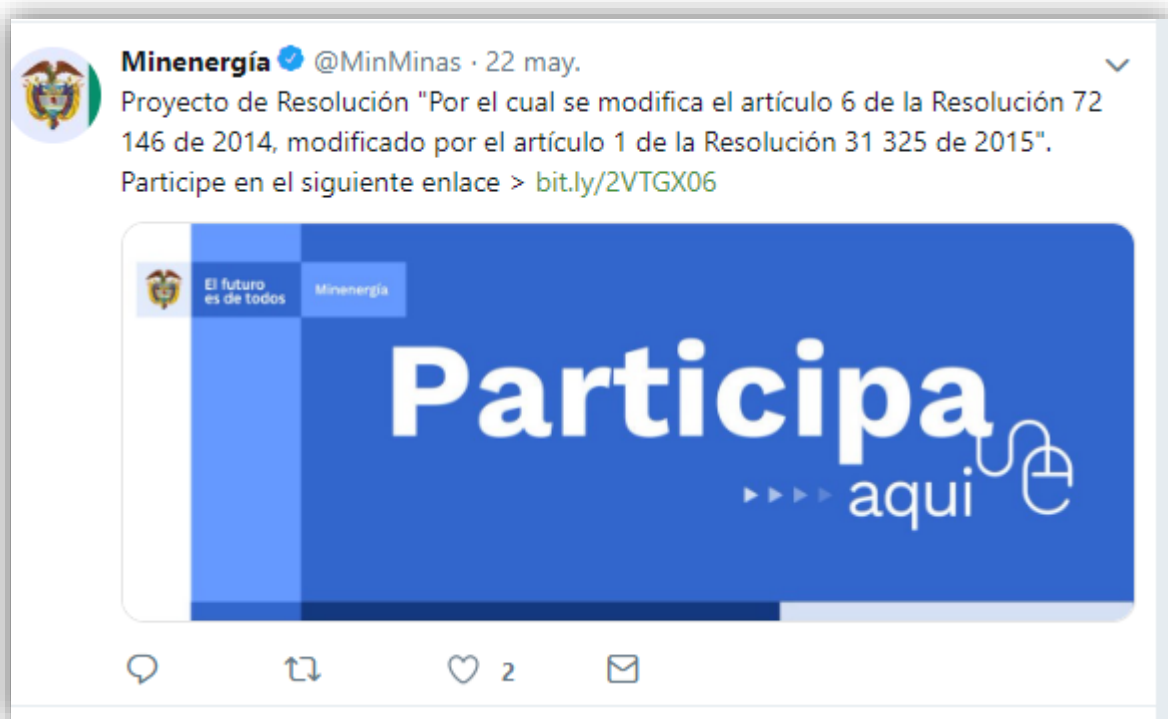 Minenergía @MinMinas · 22 may.
Proyecto de Resolución "Por el cual se modifica el artículo 6 de la Resolución 72
146 de 2014, modificado por el artículo 1 de la Resolución 31 325 de 2015".
Participe en el siguiente enlace > bit.ly/2VTGX06
El futuro
es de todos
Minenergía
Participa
aqui
2